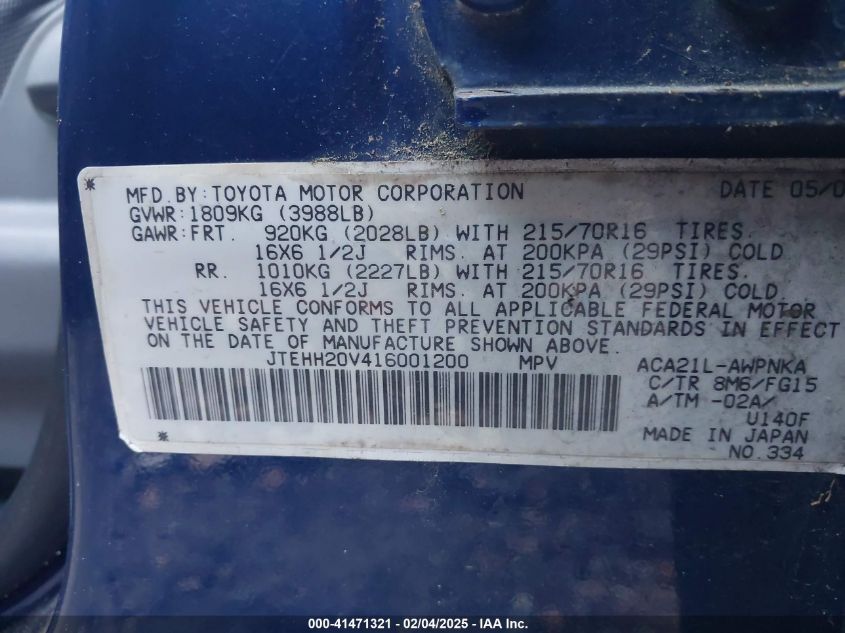 MFD.BY:TOYOTA MOTOR CORPORATION DATE 05/0
GVWR:1809KG (3988LB)
GAWR:FRT. 920KG (2028LB) WITH 215/70R16 TIRES.
16X6 1/2J RIMS. AT 200KPA (29PSI) COLD
RR. 1010KG (2227LB) WITH 215/70R16 TIRES.
16X6 1/2J RIMS. AT 200KPA (29PSI) COLD
THIS VEHICLE CONFORMS TO ALL APPLICABLE FEDERAL MOTOR
VEHICLE SAFETY AND THEFT PREVENTION STANDARDS IN EFFECT
ON THE DATE OF MANUFACTURE SHOWN ABOVE.
JTEHH20V416001200 MPV ACA21L-AWPNKA
C/TR 8M6/FG15
A/TM -02A/
U140F
MADE IN JAPAN
NO.334
000-41471321 - 02/04/2025 - IAA Inc.